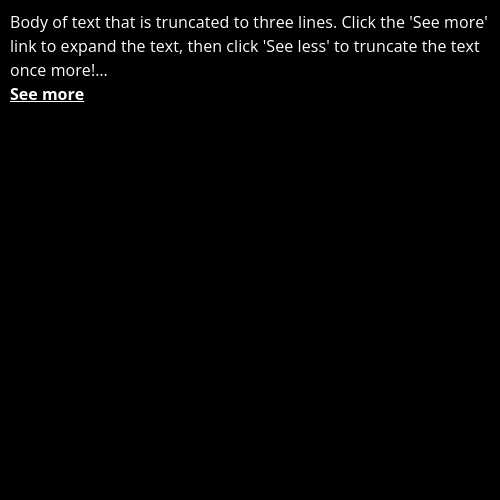 Body of text that is truncated to three lines. Click the 'See more'
link to expand the text, then click 'See less' to truncate the text
once more!...
See more